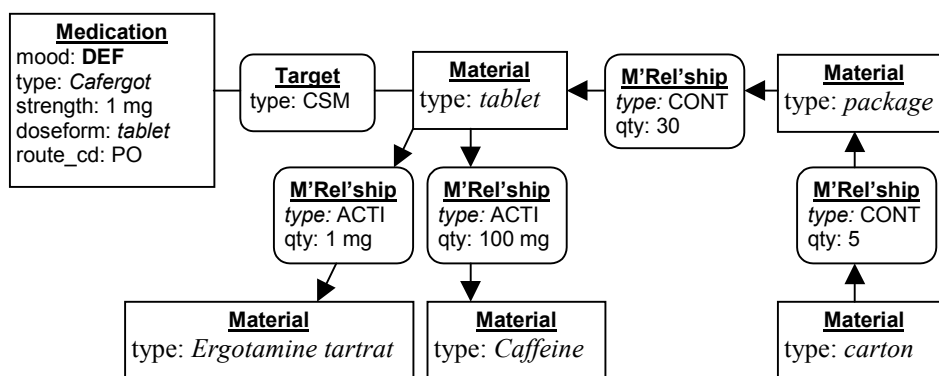 Medication
mood: DEF
type: Cafergot
strength: 1 mg
doseform: tablet
route_cd: PO
Target
type: CSM
Material
type: tablet
M'Rel'ship
type: CONT
qty: 30
Material
type: package
M'Rel'ship
type: ACTI
qty: 1 mg
M'Rel'ship
type: ACTI
qty: 100 mg
M'Rel'ship
type: CONT
qty: 5
Material
type: Ergotamine tartrat
Material
type: Caffeine
Material
type: carton